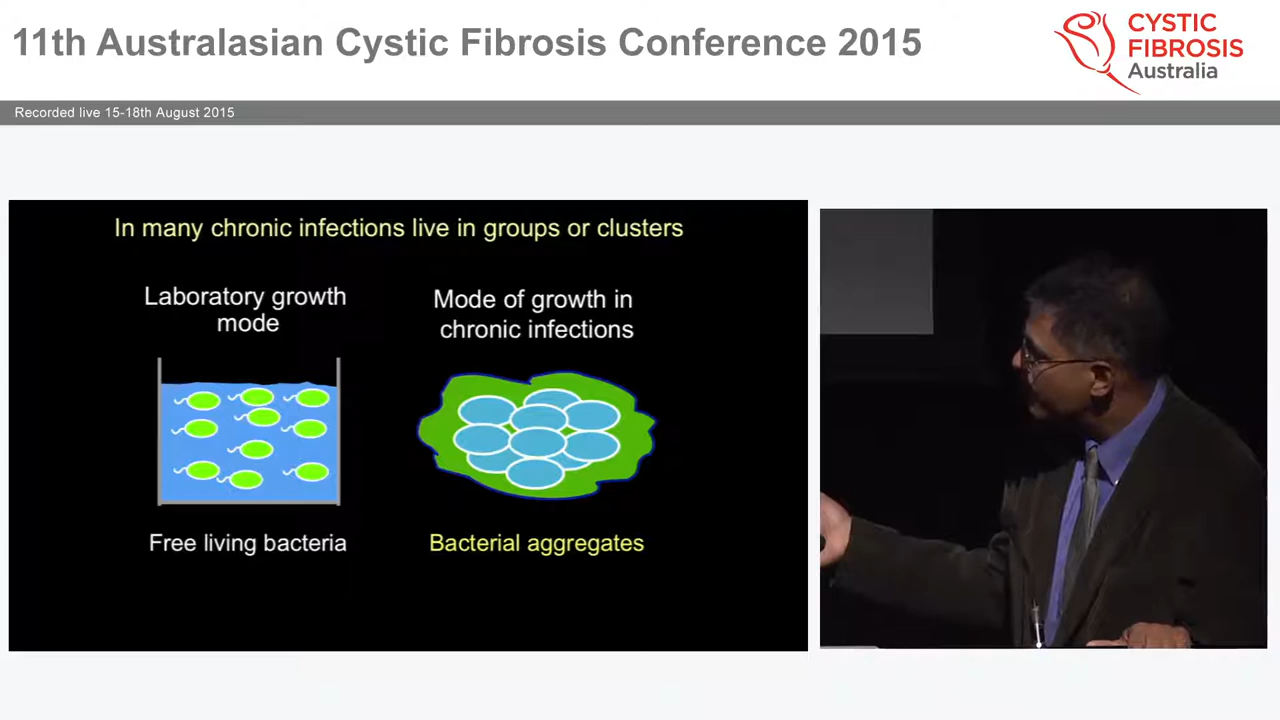 11th Australasian Cystic Fibrosis Conference 2015
CYSTIC
FIBROSIS
Australia
Recorded live 15-18th August 2015
In many chronic infections live in groups or clusters
Laboratory growth
mode
Mode of growth in
chronic infections
Free living bacteria
Bacterial aggregates